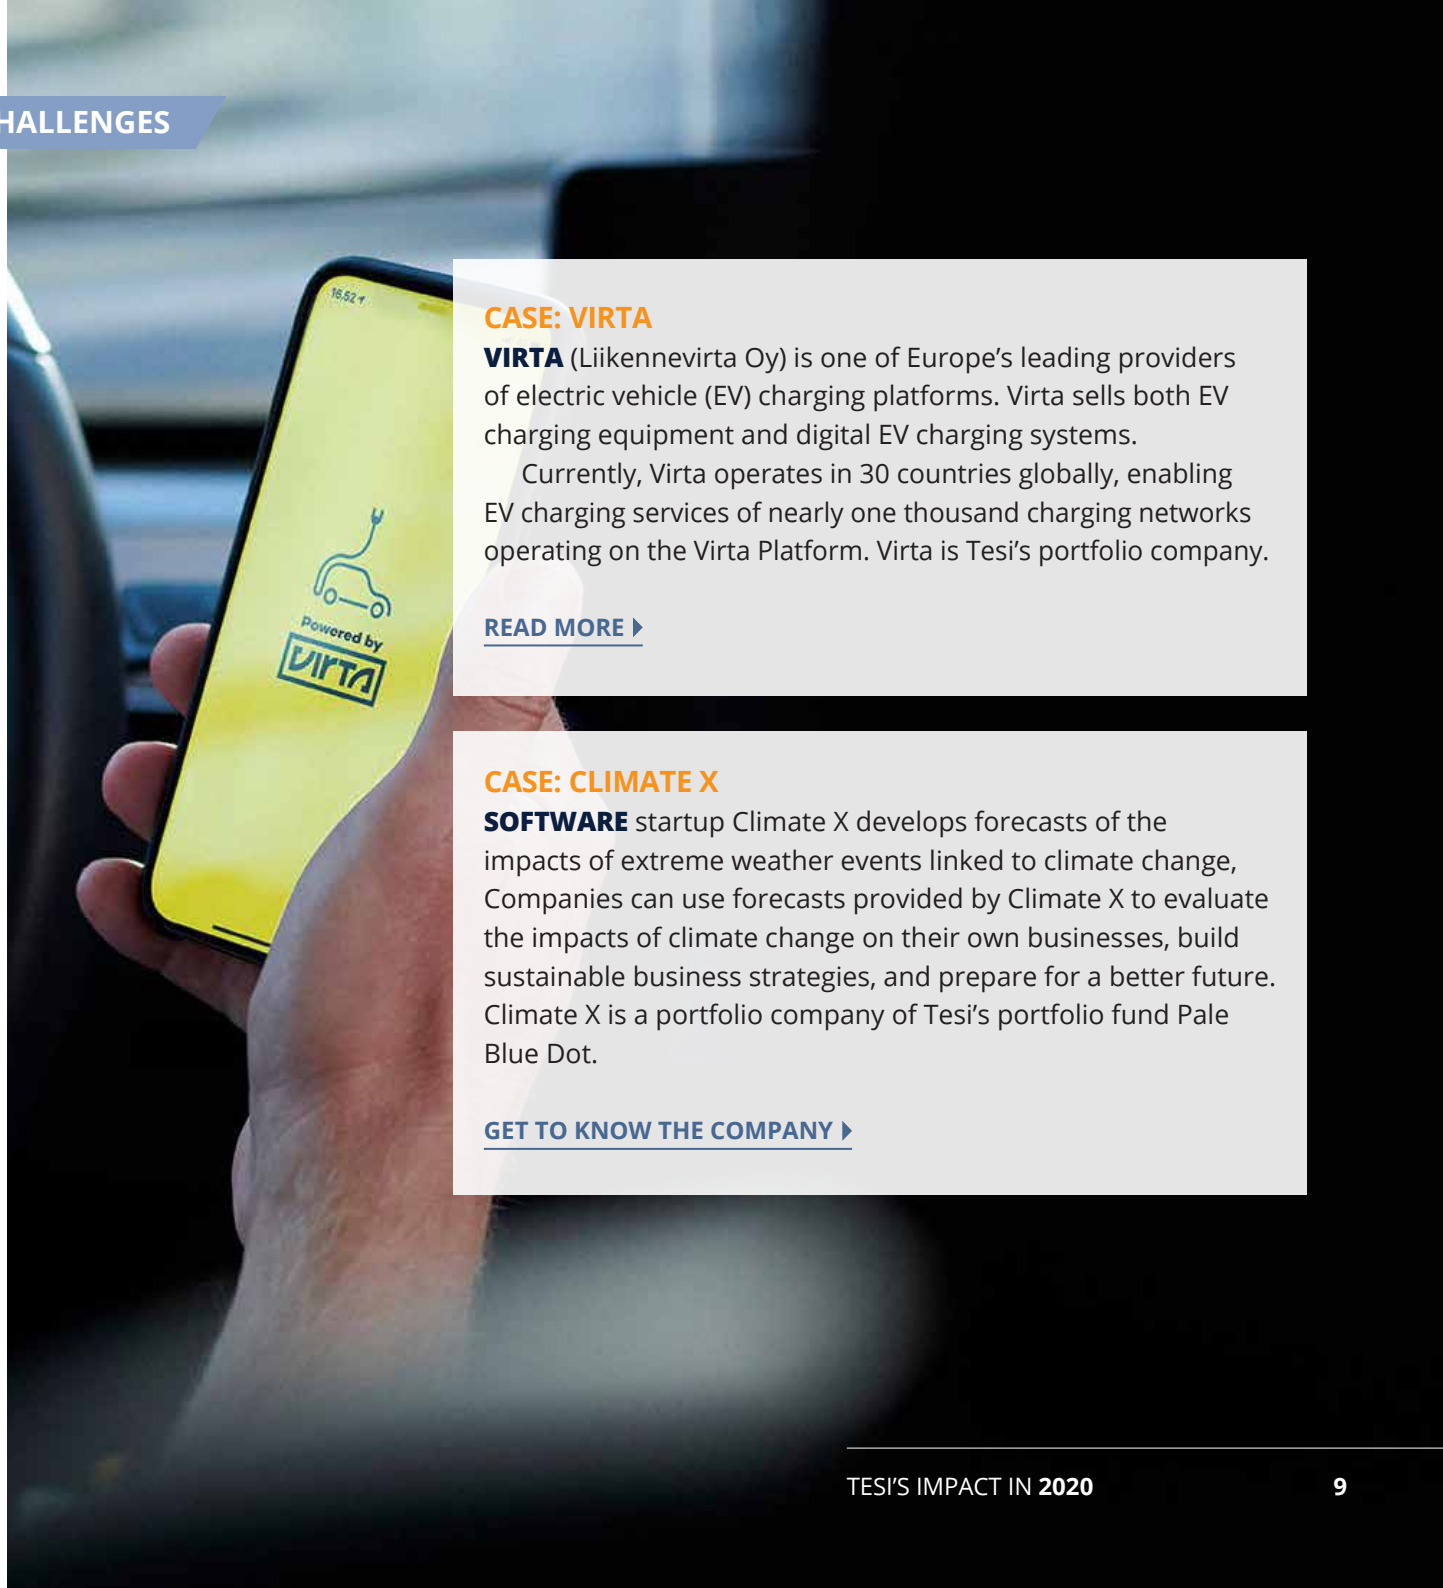 HALLENGES
16.52
Powered by
VIRTA
CASE: VIRTA
VIRTA (Liikennevirta Oy) is one of Europe’s leading providers
of electric vehicle (EV) charging platforms. Virta sells both EV
charging equipment and digital EV charging systems.
Currently, Virta operates in 30 countries globally, enabling
EV charging services of nearly one thousand charging networks
operating on the Virta Platform. Virta is Tesi’s portfolio company.
READ MORE
CASE: CLIMATE X
SOFTWARE startup Climate X develops forecasts of the
impacts of extreme weather events linked to climate change,
Companies can use forecasts provided by Climate X to evaluate
the impacts of climate change on their own businesses, build
sustainable business strategies, and prepare for a better future.
Climate X is a portfolio company of Tesi’s portfolio fund Pale
Blue Dot.
GET TO KNOW THE COMPANY
TESI’S IMPACT IN 2020 9